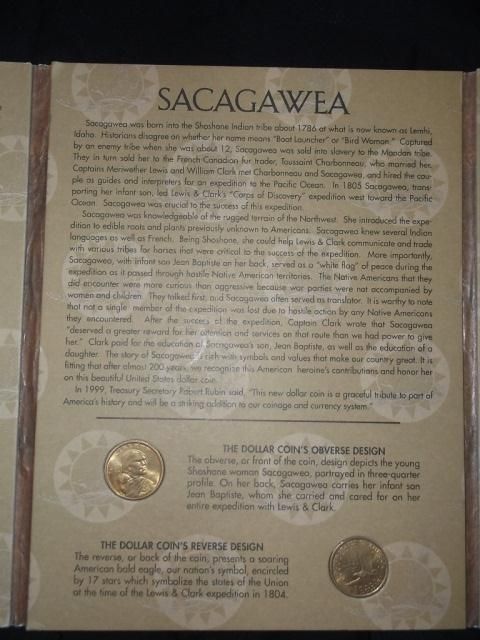 SACAGAWEA
Sacagawea was born into the Shoshone Indian tribe about 1786 at what is now known as Lemhi,
Idaho. Historians disagree on whether her name means "Boat Launcher" or "Bird Woman." Captured
by an enemy tribe when she was about 12, Sacagawea was sold into slavery to the Mandan tribe.
They in turn sold her to the French-Canadian fur trader, Toussaint Charbonneau, who married her.
Captains Meriwether Lewis and William Clark met Charbonneau and Sacagawea, and hired the cou-
ple as guides and interpreters for an expedition to the Pacific Ocean. In 1805 Sacagawea, trans-
porting her infant son, led Lewis & Clark's "Corps of Discovery" expedition west toward the Pacific
Ocean. Sacagawea was crucial to the success of this expedition.
Sacagawea was knowledgeable of the rugged terrain of the Northwest. She introduced the expe-
dition to edible roots and plants previously unknown to Americans. Sacagawea knew several Indian
languages as well as French. Being Shoshone, she could help Lewis & Clark communicate and trade
with various tribes for horses that were critical to the success of the expedition. More importantly,
Sacagawea, with infant son Jean Baptiste on her back, served as a "white flag" of peace during the
expedition as it passed through hostile Native American territories. The Native Americans that they
did encounter were more curious than aggressive because war parties were not accompanied by
women and children. They talked first, and Sacagawea often served as translator. It is worthy to note
that not a single member of the expedition was lost due to hostile action by any Native Americans
they encountered. After the success of the expedition, Captain Clark wrote that Sacagawea
"deserved a greater reward for her attention and services on that route than we had power to give
her." Clark paid for the education of Sacagawea's son, Jean Baptiste, as well as the education of a
daughter. The story of Sacagawea is rich with symbols and values that make our country great. It is
fitting that after almost 200 years, we recognize this American heroine's contributions and honor her
on this beautiful United States dollar coin.
In 1999, Treasury Secretary Robert Rubin said, "This new dollar coin is a graceful tribute to part of
America's history and will be a striking addition to our coinage and currency system."
THE DOLLAR COIN'S OBVERSE DESIGN
The obverse, or front of the coin, design depicts the young
Shoshone woman Sacagawea, portrayed in three-quarter
profile. On her back, Sacagawea carries her infant son
Jean Baptiste, whom she carried and cared for on her
entire expedition with Lewis & Clark.
THE DOLLAR COIN'S REVERSE DESIGN
The reverse, or back of the coin, presents a soaring
American bald eagle, our nation's symbol, encircled
by 17 stars which symbolize the states of the Union
at the time of the Lewis & Clark expedition in 1804.